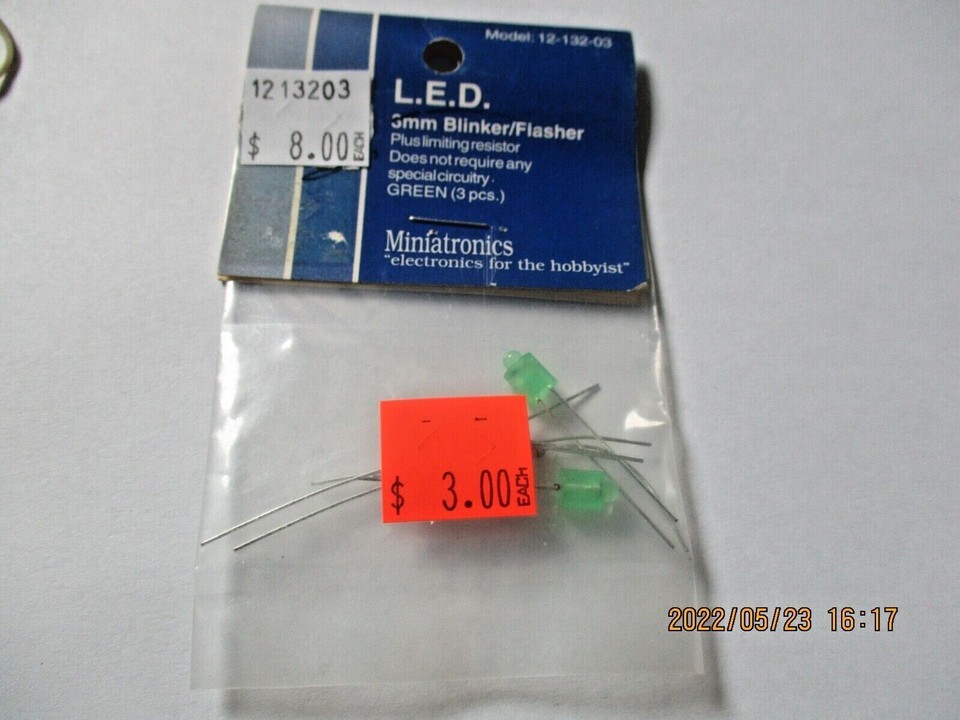 Model: 12-132-03
1213203
$ 8.00 EACH
L.E.D.
3mm Blinker/Flasher
Plus limiting resistor
Does not require any
special circuitry.
GREEN (3 pcs.)
Miniatronics
"electronics for the hobbyist"
$ 3.00 EACH
2022/05/23 16:17